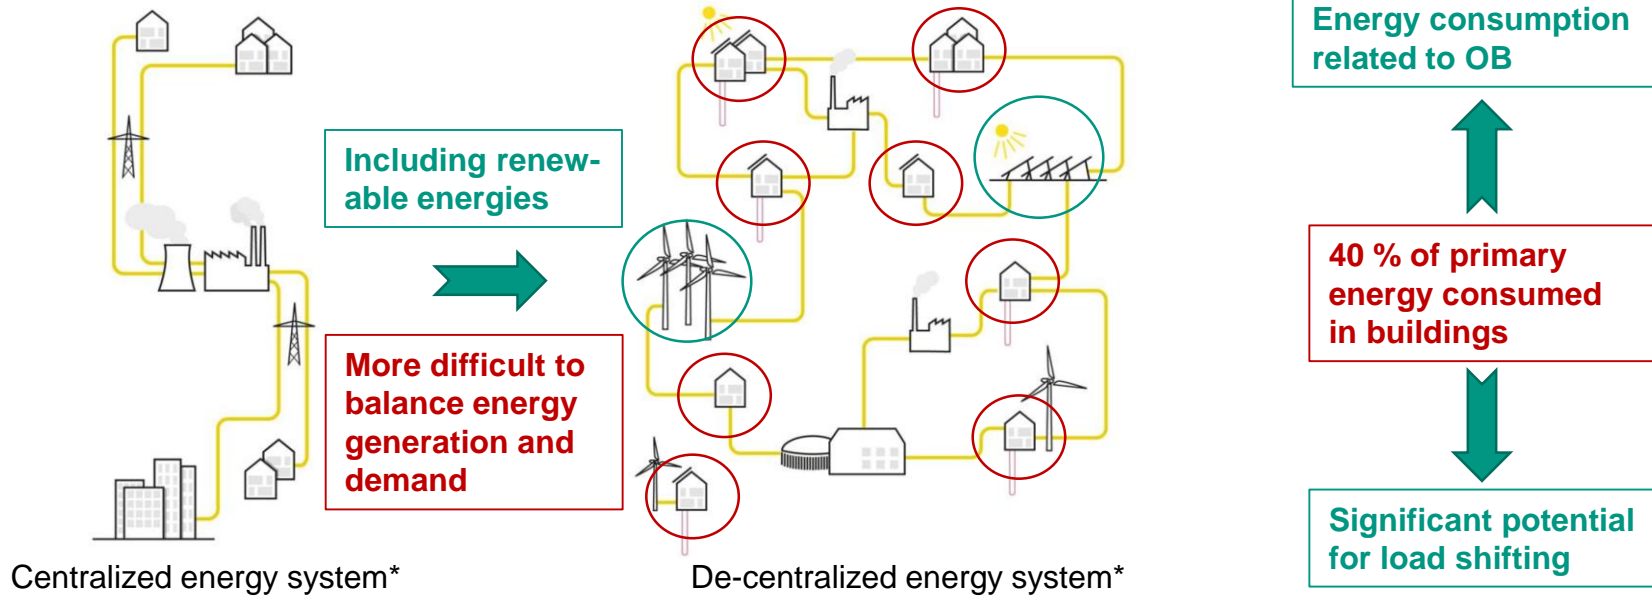 Including renew-
able energies
More difficult to
balance energy
generation and
demand
Centralized energy system*
De-centralized energy system*
Energy consumption
related to OB
40 % of primary
energy consumed
in buildings
Significant potential
for load shifting